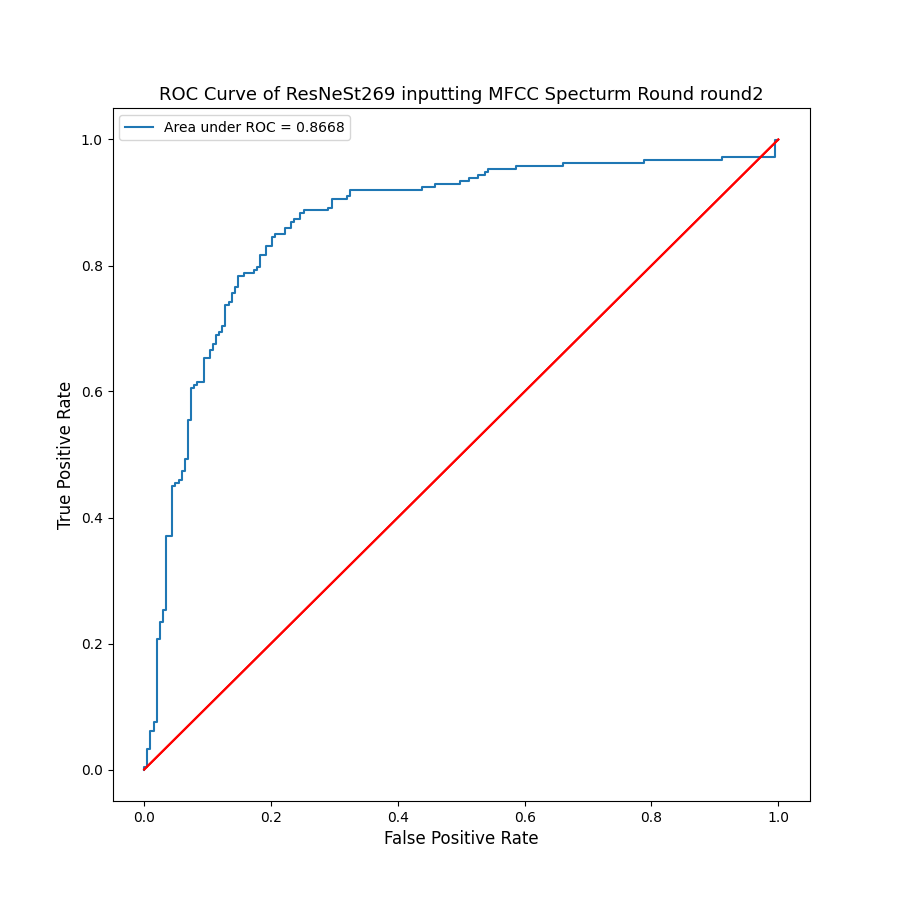 ROC Curve of ResNeSt269 inputting MFCC Specturm Round round2
Area under ROC = 0.8668
1.0
0.8
0.6
0.4
0.2
0.0
True Positive Rate
0.0 0.2 0.4 0.6 0.8 1.0
False Positive Rate